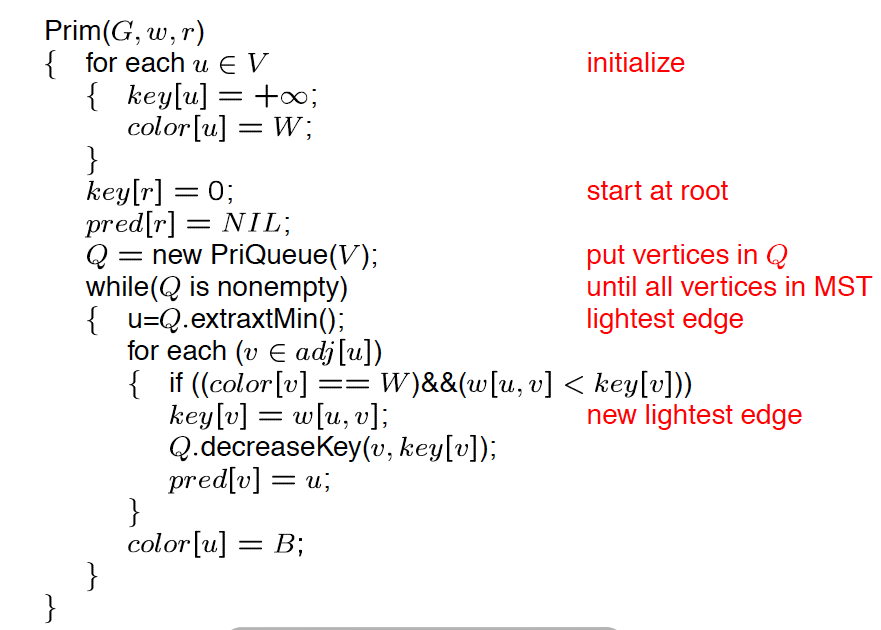 Prim(G, w, r)
{ for each u ∈ V initialize
{ key[u] = +∞;
color[u] = W;
}
key[r] = 0; start at root
pred[r] = NIL;
Q = new PriQueue(V); put vertices in Q
while(Q is nonempty) until all vertices in MST
{ u=Q.extraxtMin(); lightest edge
for each (v ∈ adj[u])
{ if ((color[v] == W)&&(w[u, v] < key[v]))
key[v] = w[u, v]; new lightest edge
Q.decreaseKey(v, key[v]);
pred[v] = u;
}
color[u] = B;
}
}